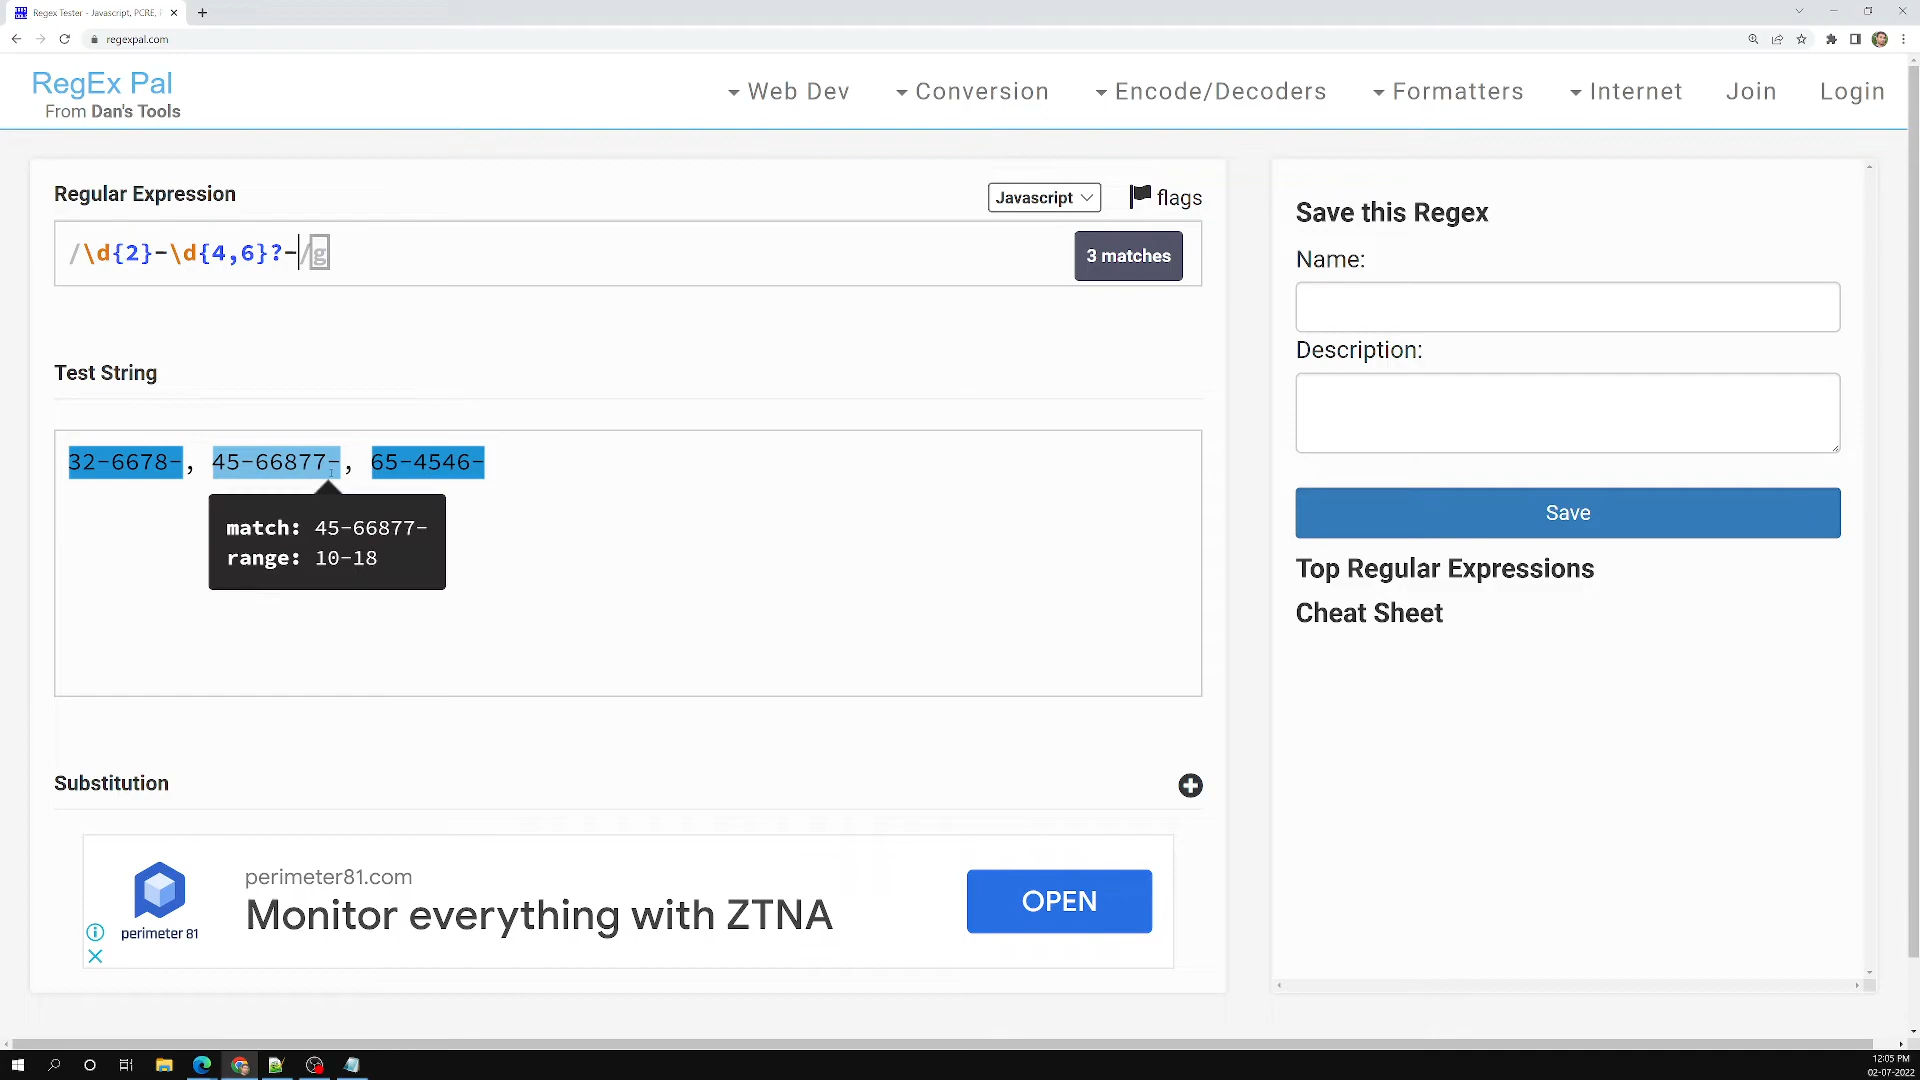 Regex Tester - Javascript, PCRE,
regexpal.com
RegEx Pal
From Dan's Tools
Web Dev
Conversion
Encode/Decoders
Formatters
Internet
Join
Login
Regular Expression
Javascript
flags
/\d{2}-\d{4,6}?-/g
3 matches
Test String
32-6678-, 45-66877-, 65-4546-
match: 45-66877-
range: 10-18
Substitution
perimeter 81
perimeter81.com
Monitor everything with ZTNA
OPEN
Save this Regex
Name:
Description:
Save
Top Regular Expressions
Cheat Sheet
12:05 PM
02-07-2022